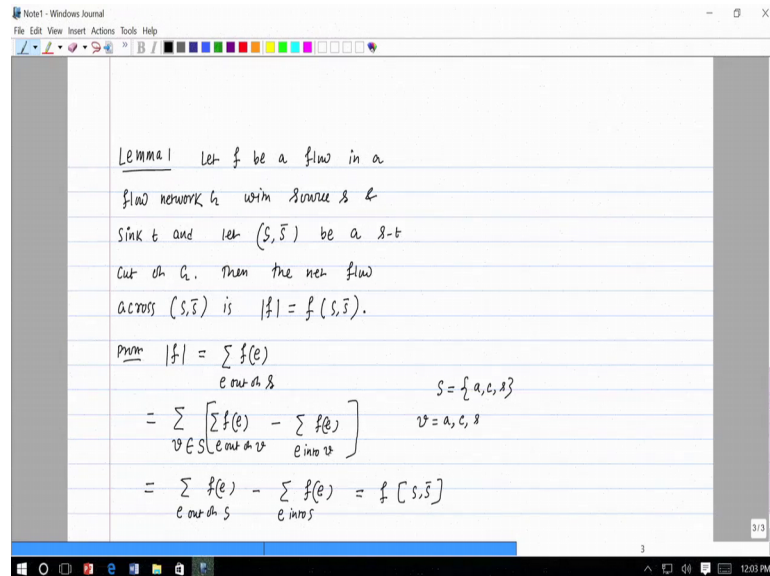 Note1 - Windows Journal
File Edit View Insert Actions Tools Help
B I
Lemma 1 Let f be a flow in a
flow network G with source s &
sink t and let (S, S̄) be a s-t
cut of G. Then the net flow
across (S, S̄) is |f| = f(S, S̄).
Proof |f| = Σ f(e)
e out of s
S = {a, c, s}
= Σ [Σ f(e) - Σ f(e)] v = a, c, s
v ∈ S e out of v e into v
= Σ f(e) - Σ f(e) = f[S, S̄]
e out of S e into S
3/3
3
12:03 PM